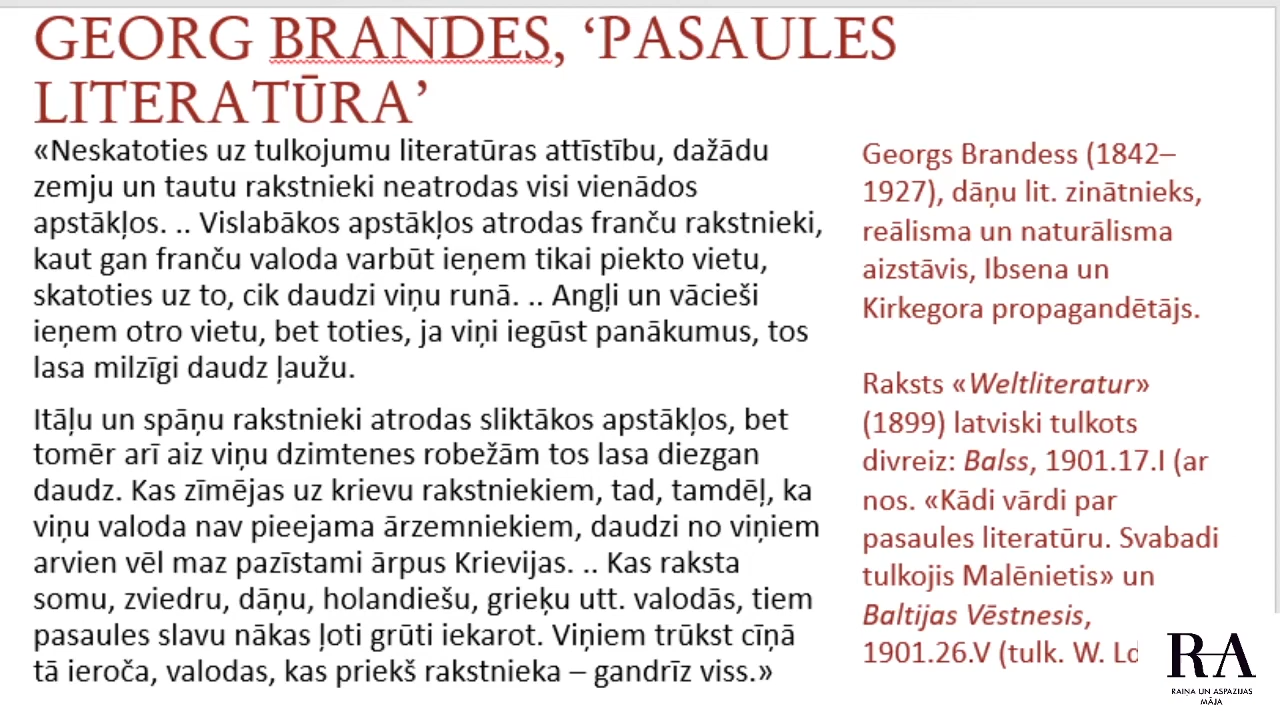 GEORG BRANDES, ‘PASAULES
LITERATŪRA’
«Neskatoties uz tulkojumu literatūras attīstību, dažādu
zemju un tautu rakstnieki neatrodas visi vienādos
apstākļos. .. Vislabākos apstākļos atrodas franču rakstnieki,
kaut gan franču valoda varbūt ieņem tikai piekto vietu,
skatoties uz to, cik daudzi viņu runā. .. Angļi un vācieši
ieņem otro vietu, bet toties, ja viņi iegūst panākumus, tos
lasa milzīgi daudz ļaužu.
Itāļu un spāņu rakstnieki atrodas sliktākos apstākļos, bet
tomēr arī aiz viņu dzimtenes robežām tos lasa diezgan
daudz. Kas zīmējas uz krievu rakstniekiem, tad, tamdēļ, ka
viņu valoda nav pieejama ārzemniekiem, daudzi no viņiem
arvien vēl maz pazīstami ārpus Krievijas. .. Kas raksta
somu, zviedru, dāņu, holandiešu, grieķu utt. valodās, tiem
pasaules slavu nākas ļoti grūti iekarot. Viņiem trūkst cīņā
tā ieroča, valodas, kas priekš rakstnieka – gandrīz viss.»
Georgs Brandess (1842–
1927), dāņu lit. zinātnieks,
reālisma un naturālisma
aizstāvis, Ibsena un
Kirkegora propagandētājs.
Raksts «Weltliteratur»
(1899) latviski tulkots
divreiz: Balss, 1901.17.I (ar
nos. «Kādi vārdi par
pasaules literatūru. Svabadi
tulkojis Malēnietis» un
Baltijas Vēstnesis,
1901.26.V (tulk. W. Ld
RA
RAIŅA UN ASPAZIJAS
MĀJA